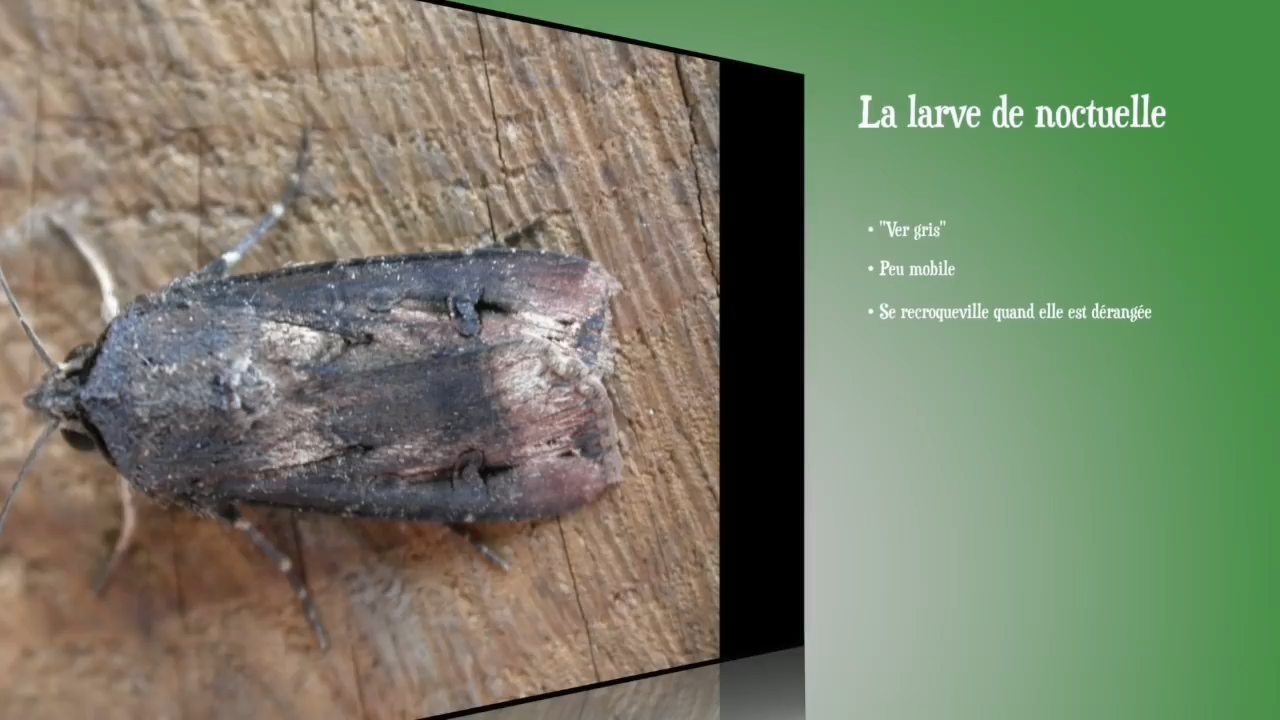 La larve de noctuelle
• "Ver gris"
• Peu mobile
• Se recroqueville quand elle est dérangée